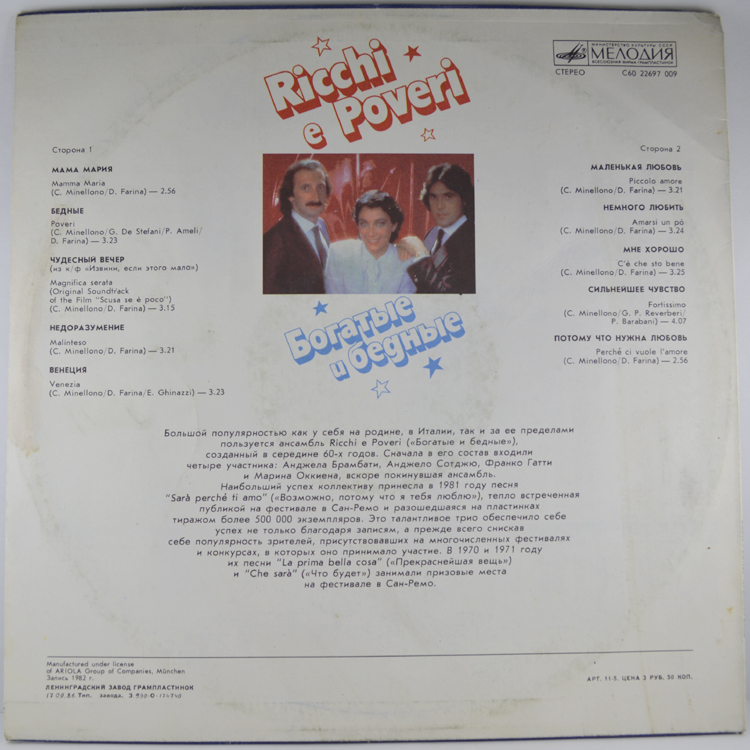 Ricchi
e Poveri
МИНИСТЕРСТВО КУЛЬТУРЫ СССР
МЕЛОДИЯ
ВСЕСОЮЗНАЯ ФИРМА ГРАМПЛАСТИНОК
СТЕРЕО С60 22697 009
Сторона 1
МАМА МАРИЯ
Mamma Maria
(C. Minellono/D. Farina) — 2.56
БЕДНЫЕ
Poveri
(C. Minellono/G. De Stefani/P. Ameli/
D. Farina) — 3.23
ЧУДЕСНЫЙ ВЕЧЕР
(из к/ф «Извини, если этого мало»)
Magnifica serata
(Original Soundtrack
of the Film "Scusa se è poco")
(C. Minellono/D. Farina) — 3.15
НЕДОРАЗУМЕНИЕ
Malinteso
(C. Minellono/D. Farina) — 3.21
ВЕНЕЦИЯ
Venezia
(C. Minellono/D. Farina/E. Ghinazzi) — 3.23
Сторона 2
МАЛЕНЬКАЯ ЛЮБОВЬ
Piccolo amore
(C. Minellono/D. Farina) — 3.21
НЕМНОГО ЛЮБИТЬ
Amarsi un pò
(C. Minellono/D. Farina) — 3.24
МНЕ ХОРОШО
C'è che sto bene
(C. Minellono/D. Farina) — 3.25
СИЛЬНЕЙШЕЕ ЧУВСТВО
Fortissimo
(C. Minellono/G. P. Reverberi/
P. Barabani) — 4.07
ПОТОМУ ЧТО НУЖНА ЛЮБОВЬ
Perché ci vuole l'amore
(C. Minellono/D. Farina) — 2.56
Богатые
и бедные
Большой популярностью как у себя на родине, в Италии, так и за ее пределами
пользуется ансамбль Ricchi e Poveri («Богатые и бедные»),
созданный в середине 60-х годов. Сначала в его состав входили
четыре участника: Анджела Брамбати, Анджело Сотджю, Франко Гатти
и Марина Оккиена, вскоре покинувшая ансамбль.
Наибольший успех коллективу принесла в 1981 году песня
"Sarà perché ti amo" («Возможно, потому что я тебя люблю»), тепло встреченная
публикой на фестивале в Сан-Ремо и разошедшаяся на пластинках
тиражом более 500 000 экземпляров. Это талантливое трио обеспечило себе
успех не только благодаря записям, а прежде всего снискав
себе популярность зрителей, присутствовавших на многочисленных фестивалях
и конкурсах, в которых оно принимало участие. В 1970 и 1971 году
их песни "La prima bella cosa" («Прекраснейшая вещь»)
и "Che sarà" («Что будет») занимали призовые места
на фестивале в Сан-Ремо.
Manufactured under license
of ARIOLA Group of Companies, München
Запись 1982 г.
ЛЕНИНГРАДСКИЙ ЗАВОД ГРАМПЛАСТИНОК
Тип. завода.
АРТ. 11-3. ЦЕНА 2 РУБ. 50 КОП.